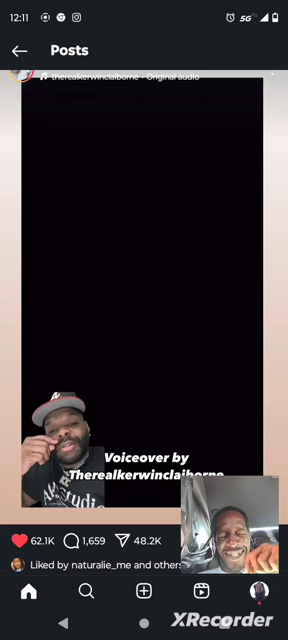 12:11
5G
Posts
therealkerwinclaiborne • Original audio
Voiceover by
Therealkerwinclaiborne
62.1K
1,659
48.2K
Liked by naturalie_me and others
XRecorder